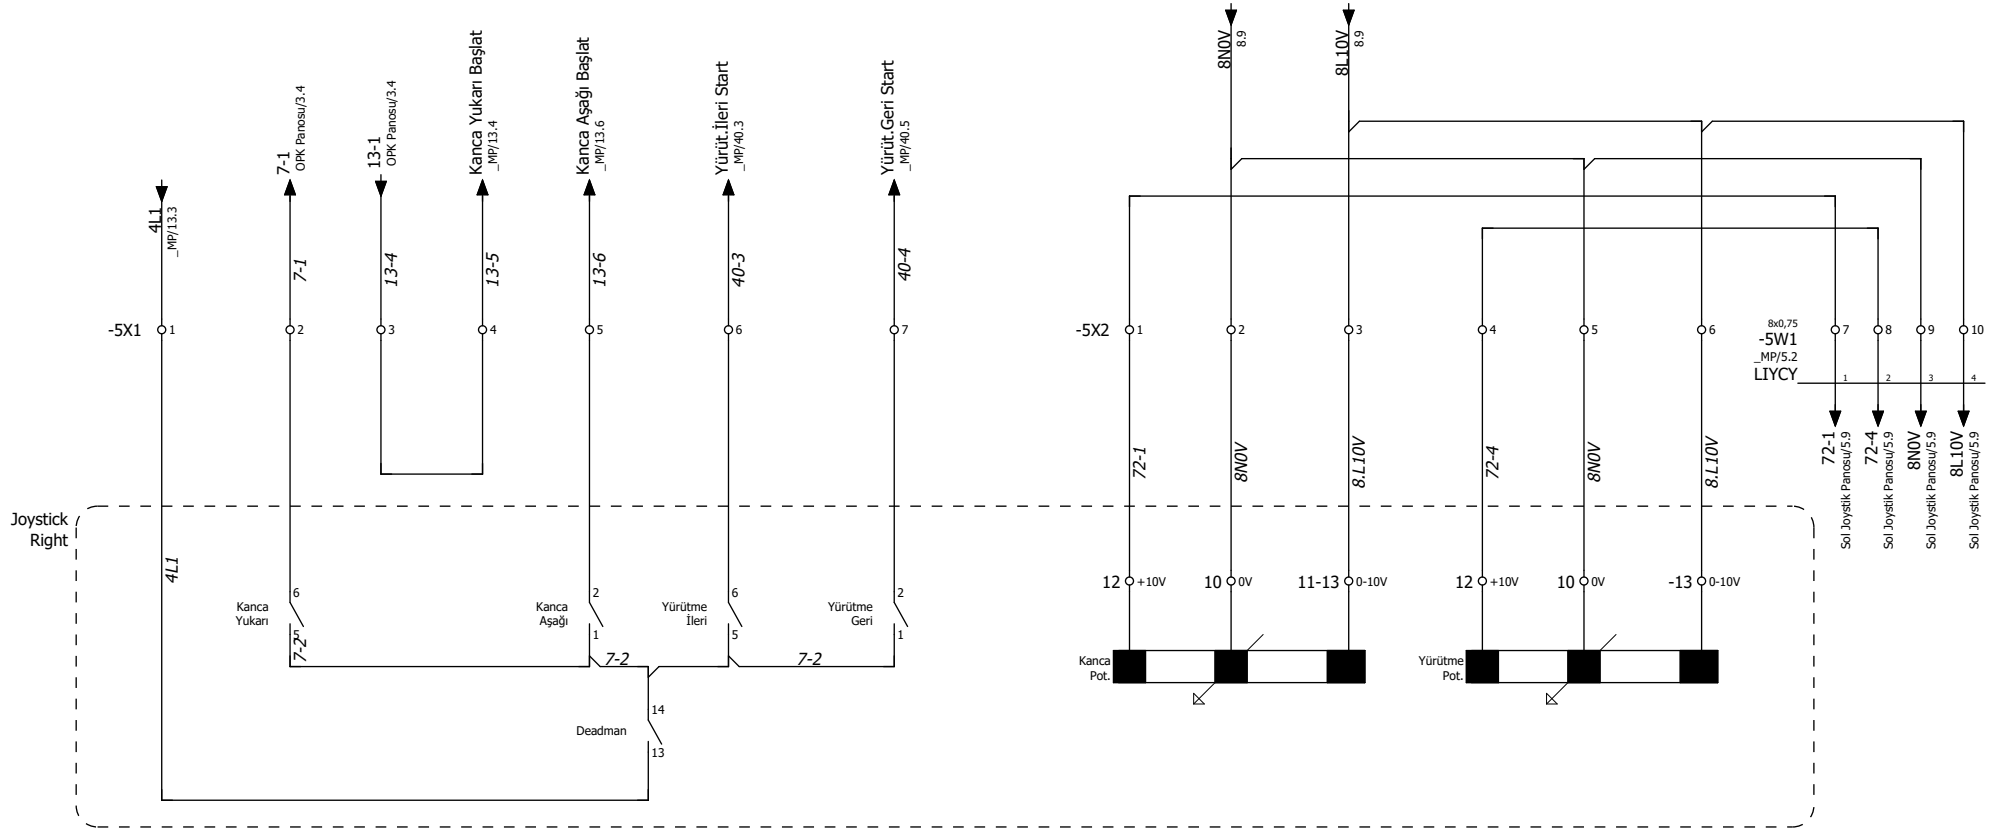 8N0V
8.9
8L10V
8.9
4L1
_MP/13.3
7-1
OPK Panosu/3.4
13-1
OPK Panosu/3.4
Kanca Yukarı Başlat
_MP/13.4
Kanca Aşağı Başlat
_MP/13.6
Yürüt.İleri Start
_MP/40.3
Yürüt.Geri Start
_MP/40.5
7-1
13-4
13-5
13-6
40-3
40-4
-5X1
1
2
3
4
5
6
7
-5X2
1
2
3
4
5
6
8x0,75
-5W1
_MP/5.2
LIYCY
7
8
9
10
1
2
3
4
72-1
8N0V
8.L10V
72-4
8N0V
8.L10V
72-1
Sol Joystik Panosu/5.9
72-4
Sol Joystik Panosu/5.9
8N0V
Sol Joystik Panosu/5.9
8L10V
Sol Joystik Panosu/5.9
Joystick
Right
4L1
Kanca
Yukarı
6
5
7-2
Kanca
Aşağı
2
1
7-2
Yürütme
İleri
6
5
7-2
Yürütme
Geri
2
1
Deadman
14
13
12
+10V
10
0V
11-13
0-10V
12
+10V
10
0V
-13
0-10V
Kanca
Pot.
Yürütme
Pot.